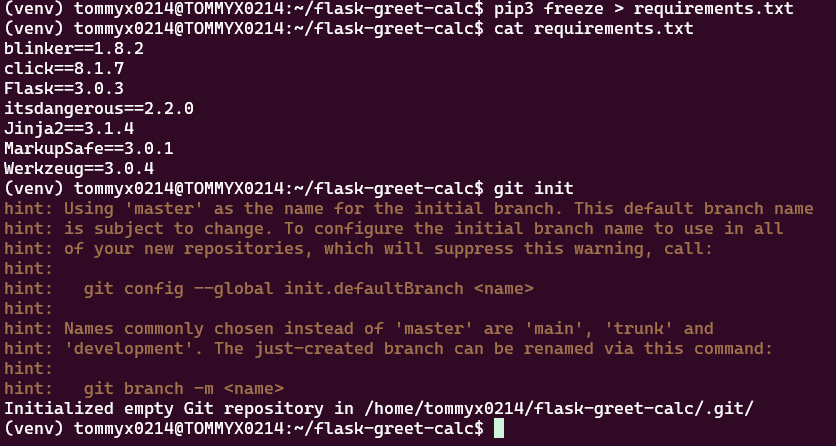 (venv) tommyx0214@TOMMYX0214:~/flask-greet-calc$ pip3 freeze > requirements.txt
(venv) tommyx0214@TOMMYX0214:~/flask-greet-calc$ cat requirements.txt
blinker==1.8.2
click==8.1.7
Flask==3.0.3
itsdangerous==2.2.0
Jinja2==3.1.4
MarkupSafe==3.0.1
Werkzeug==3.0.4
(venv) tommyx0214@TOMMYX0214:~/flask-greet-calc$ git init
hint: Using 'master' as the name for the initial branch. This default branch name
hint: is subject to change. To configure the initial branch name to use in all
hint: of your new repositories, which will suppress this warning, call:
hint:
hint:   git config --global init.defaultBranch <name>
hint:
hint: Names commonly chosen instead of 'master' are 'main', 'trunk' and
hint: 'development'. The just-created branch can be renamed via this command:
hint:
hint:   git branch -m <name>
Initialized empty Git repository in /home/tommyx0214/flask-greet-calc/.git/
(venv) tommyx0214@TOMMYX0214:~/flask-greet-calc$